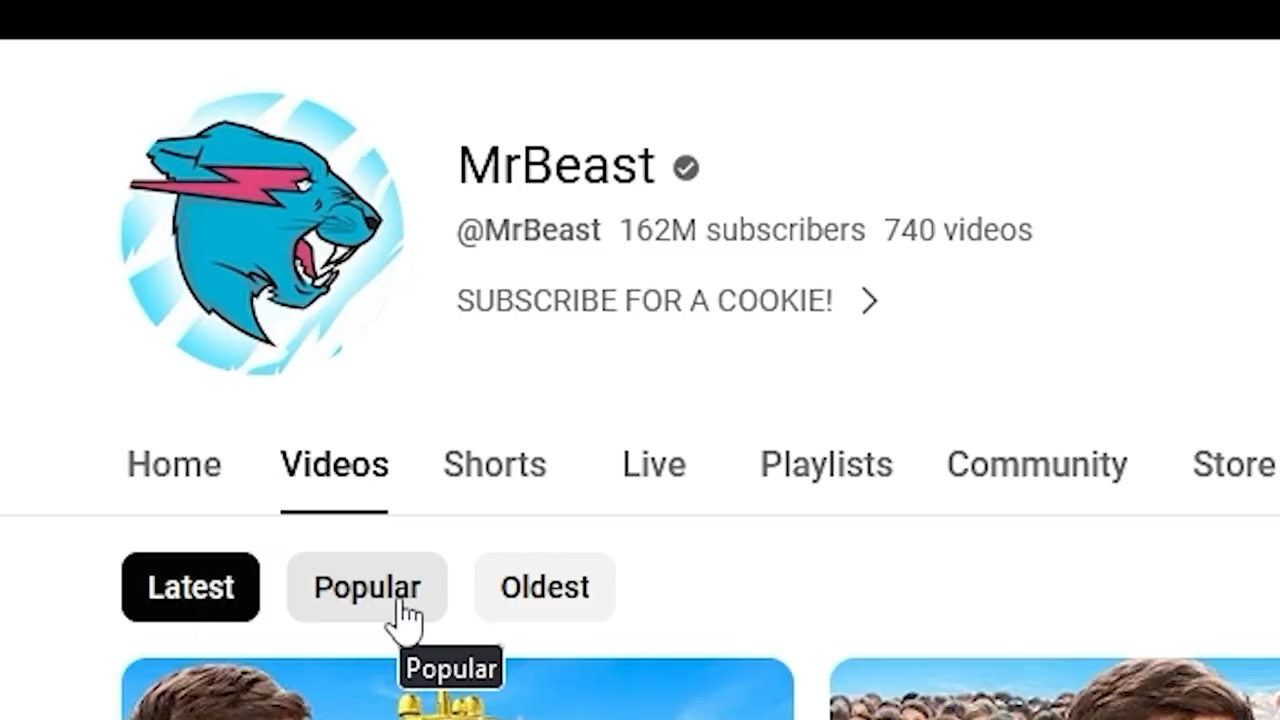 MrBeast
@MrBeast 162M subscribers 740 videos
SUBSCRIBE FOR A COOKIE!
Home Videos Shorts Live Playlists Community Store
Latest Popular Oldest
Popular